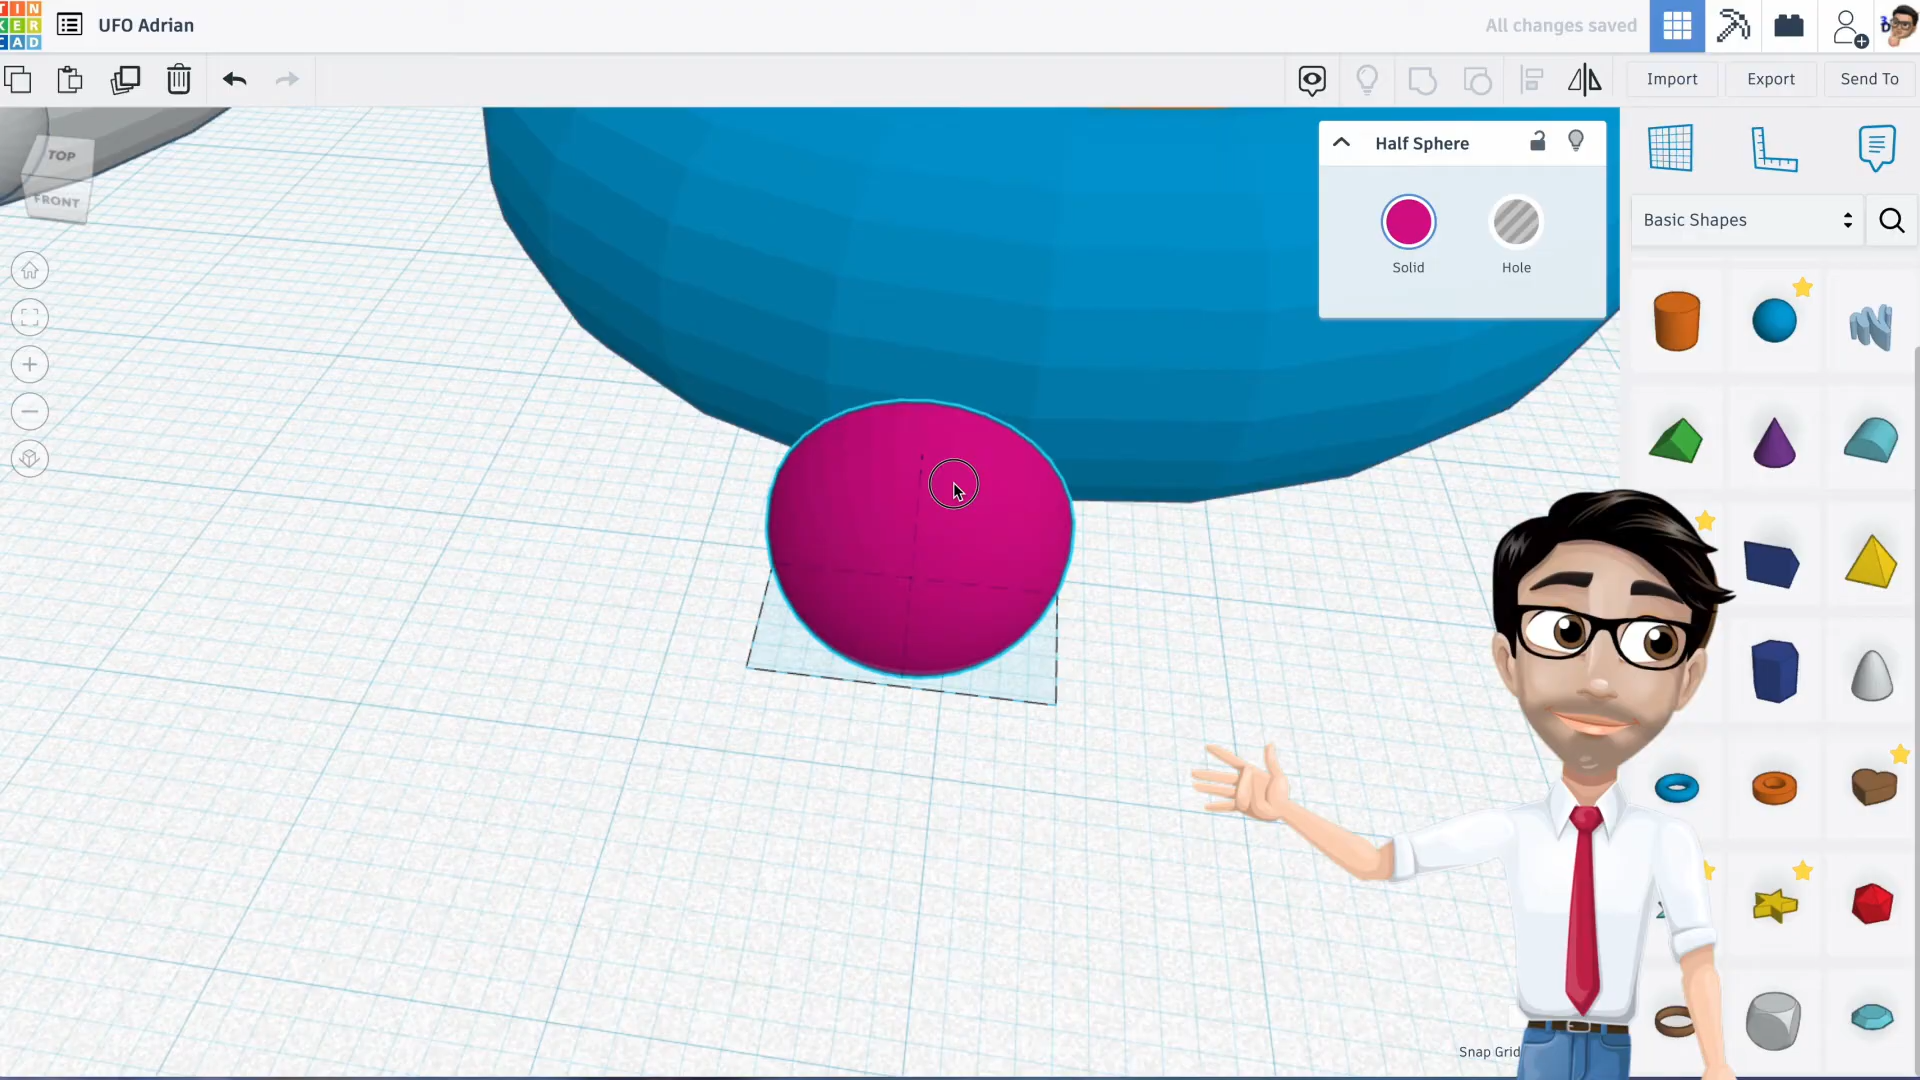 TIN
KER
CAD
UFO Adrian
All changes saved
Import
Export
Send To
TOP
FRONT
Half Sphere
Solid
Hole
Basic Shapes
Snap Grid